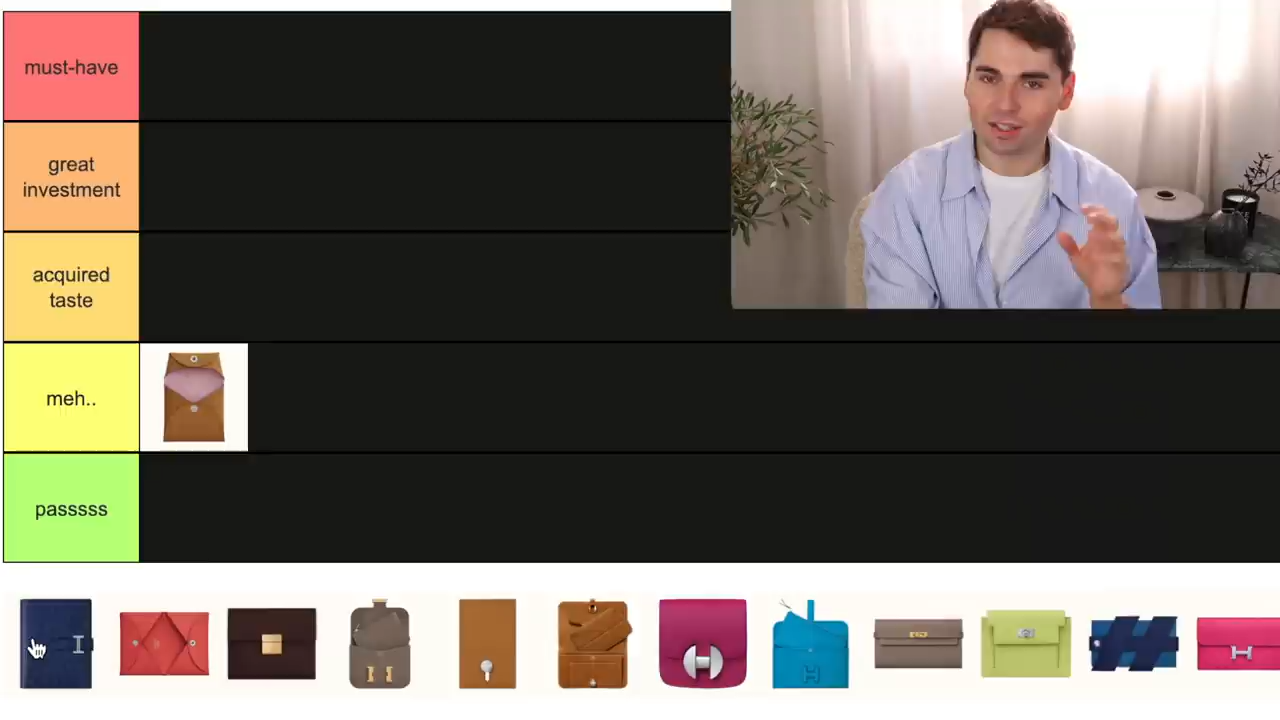 must-have
great
investment
acquired
taste
meh..
passsss